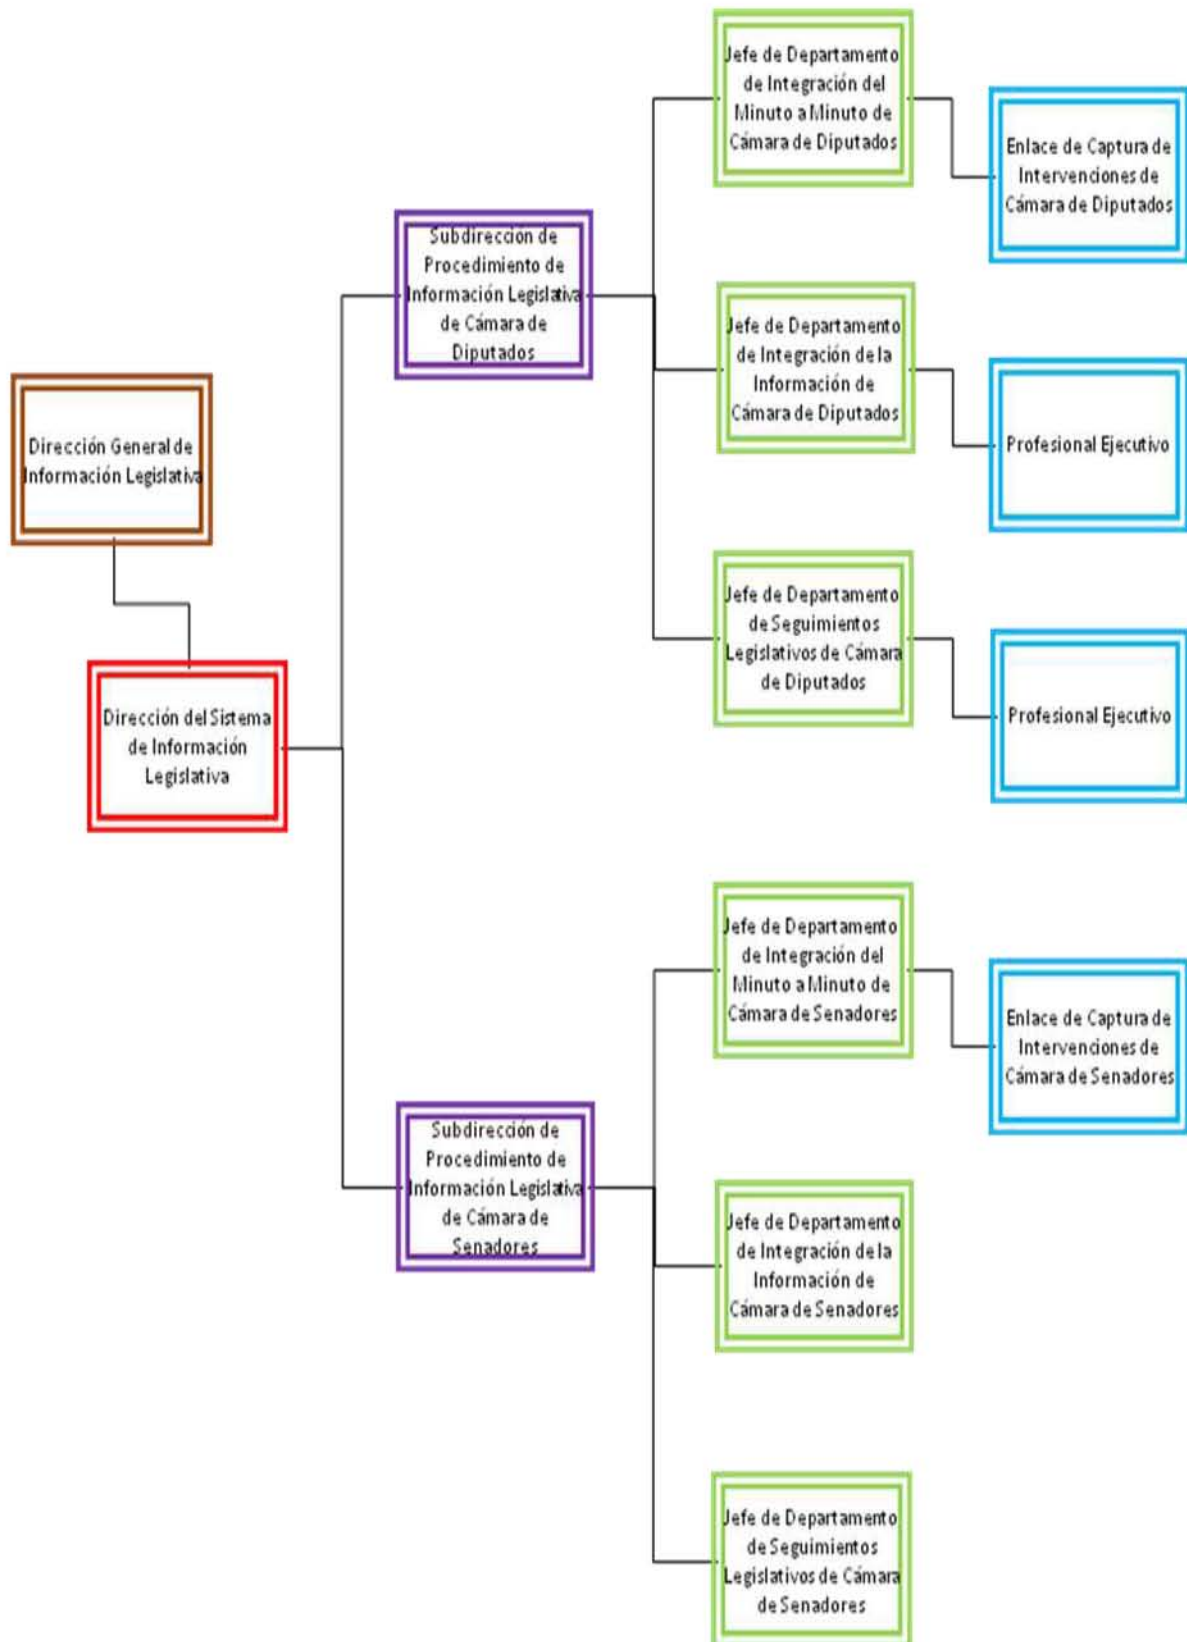 Dirección General de
Información Legislativa
Dirección del Sistema
de Información
Legislativa
Subdirección de
Procedimiento de
Información Legislativa
de Cámara de
Diputados
Jefe de Departamento
de Integración del
Minuto a Minuto de
Cámara de Diputados
Enlace de Captura de
Intervenciones de
Cámara de Diputados
Jefe de Departamento
de Integración de la
Información de
Cámara de Diputados
Profesional Ejecutivo
Jefe de Departamento
de Seguimientos
Legislativos de Cámara
de Diputados
Profesional Ejecutivo
Subdirección de
Procedimiento de
Información Legislativa
de Cámara de
Senadores
Jefe de Departamento
de Integración del
Minuto a Minuto de
Cámara de Senadores
Enlace de Captura de
Intervenciones de
Cámara de Senadores
Jefe de Departamento
de Integración de la
Información de
Cámara de Senadores
Jefe de Departamento
de Seguimientos
Legislativos de Cámara
de Senadores